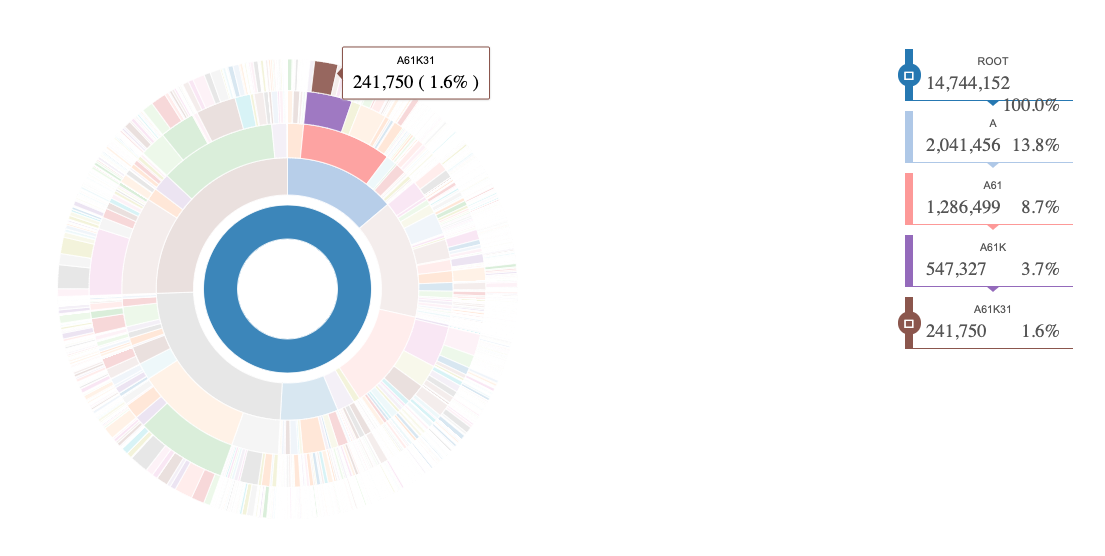 A61K31
241,750 ( 1.6% )
ROOT
14,744,152
100.0%
A
2,041,456 13.8%
A61
1,286,499 8.7%
A61K
547,327 3.7%
A61K31
241,750 1.6%